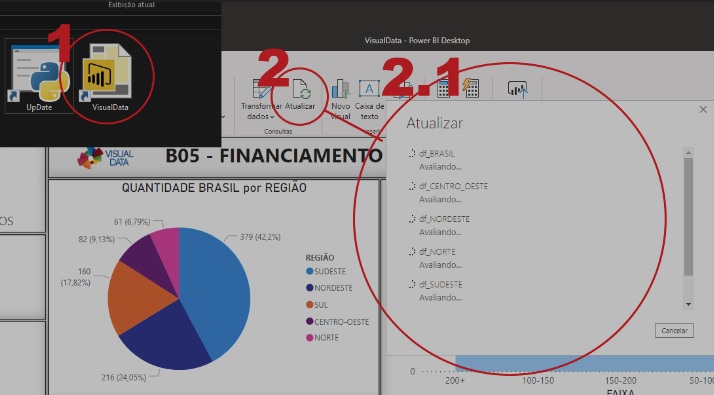 Exibição atual
1
UpDate
VisualData
VisualData - Power BI Desktop
2
2.1
Transformar
dados
Atualizar
Novo
visual
Caixa de
texto
Consultas
Atualizar
df_BRASIL
Avaliando...
df_CENTRO_OESTE
Avaliando...
df_NORDESTE
Avaliando...
df_NORTE
Avaliando...
df_SUDESTE
Avaliando...
Cancelar
VISUAL
DATA
B05 - FINANCIAMENTO
QUANTIDADE BRASIL por REGIÃO
61 (6,79%)
82 (9,13%)
160
(17,82%)
216 (24,05%)
379 (42,2%)
REGIÃO
SUDESTE
NORDESTE
SUL
CENTRO-OESTE
NORTE
OS
0
200+
100-150
150-200
50-100
FAIXA